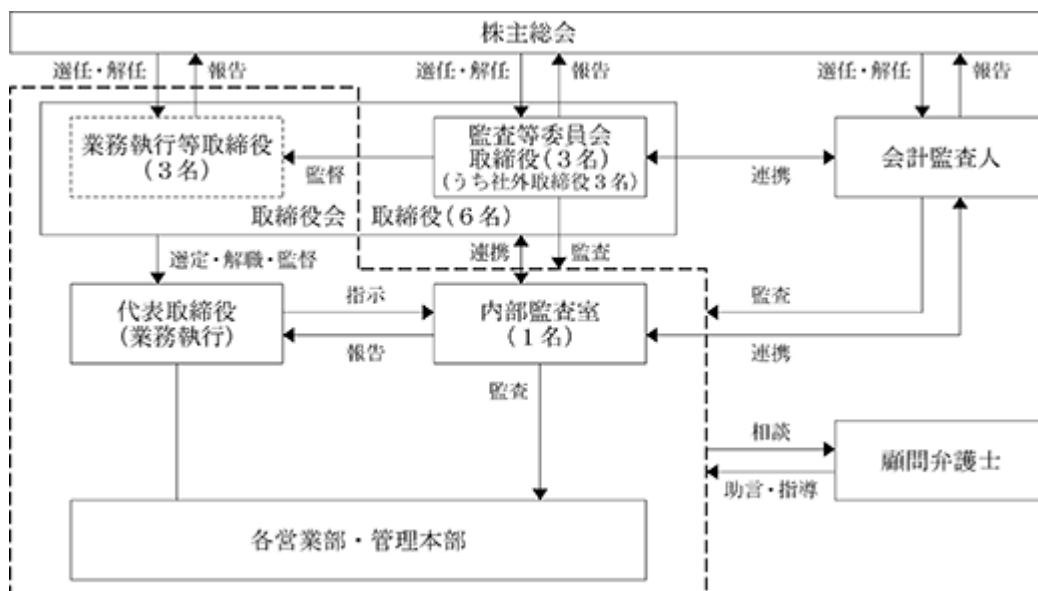 株主総会
選任・解任
報告
選任・解任
報告
選任・解任
報告
業務執行等取締役
(3名)
監督
監査等委員会
取締役(3名)
(うち社外取締役3名)
連携
会計監査人
取締役会
取締役(6名)
選定・解職・監督
連携
監査
代表取締役
(業務執行)
指示
報告
内部監査室
(1名)
監査
連携
監査
相談
助言・指導
顧問弁護士
各営業部・管理本部